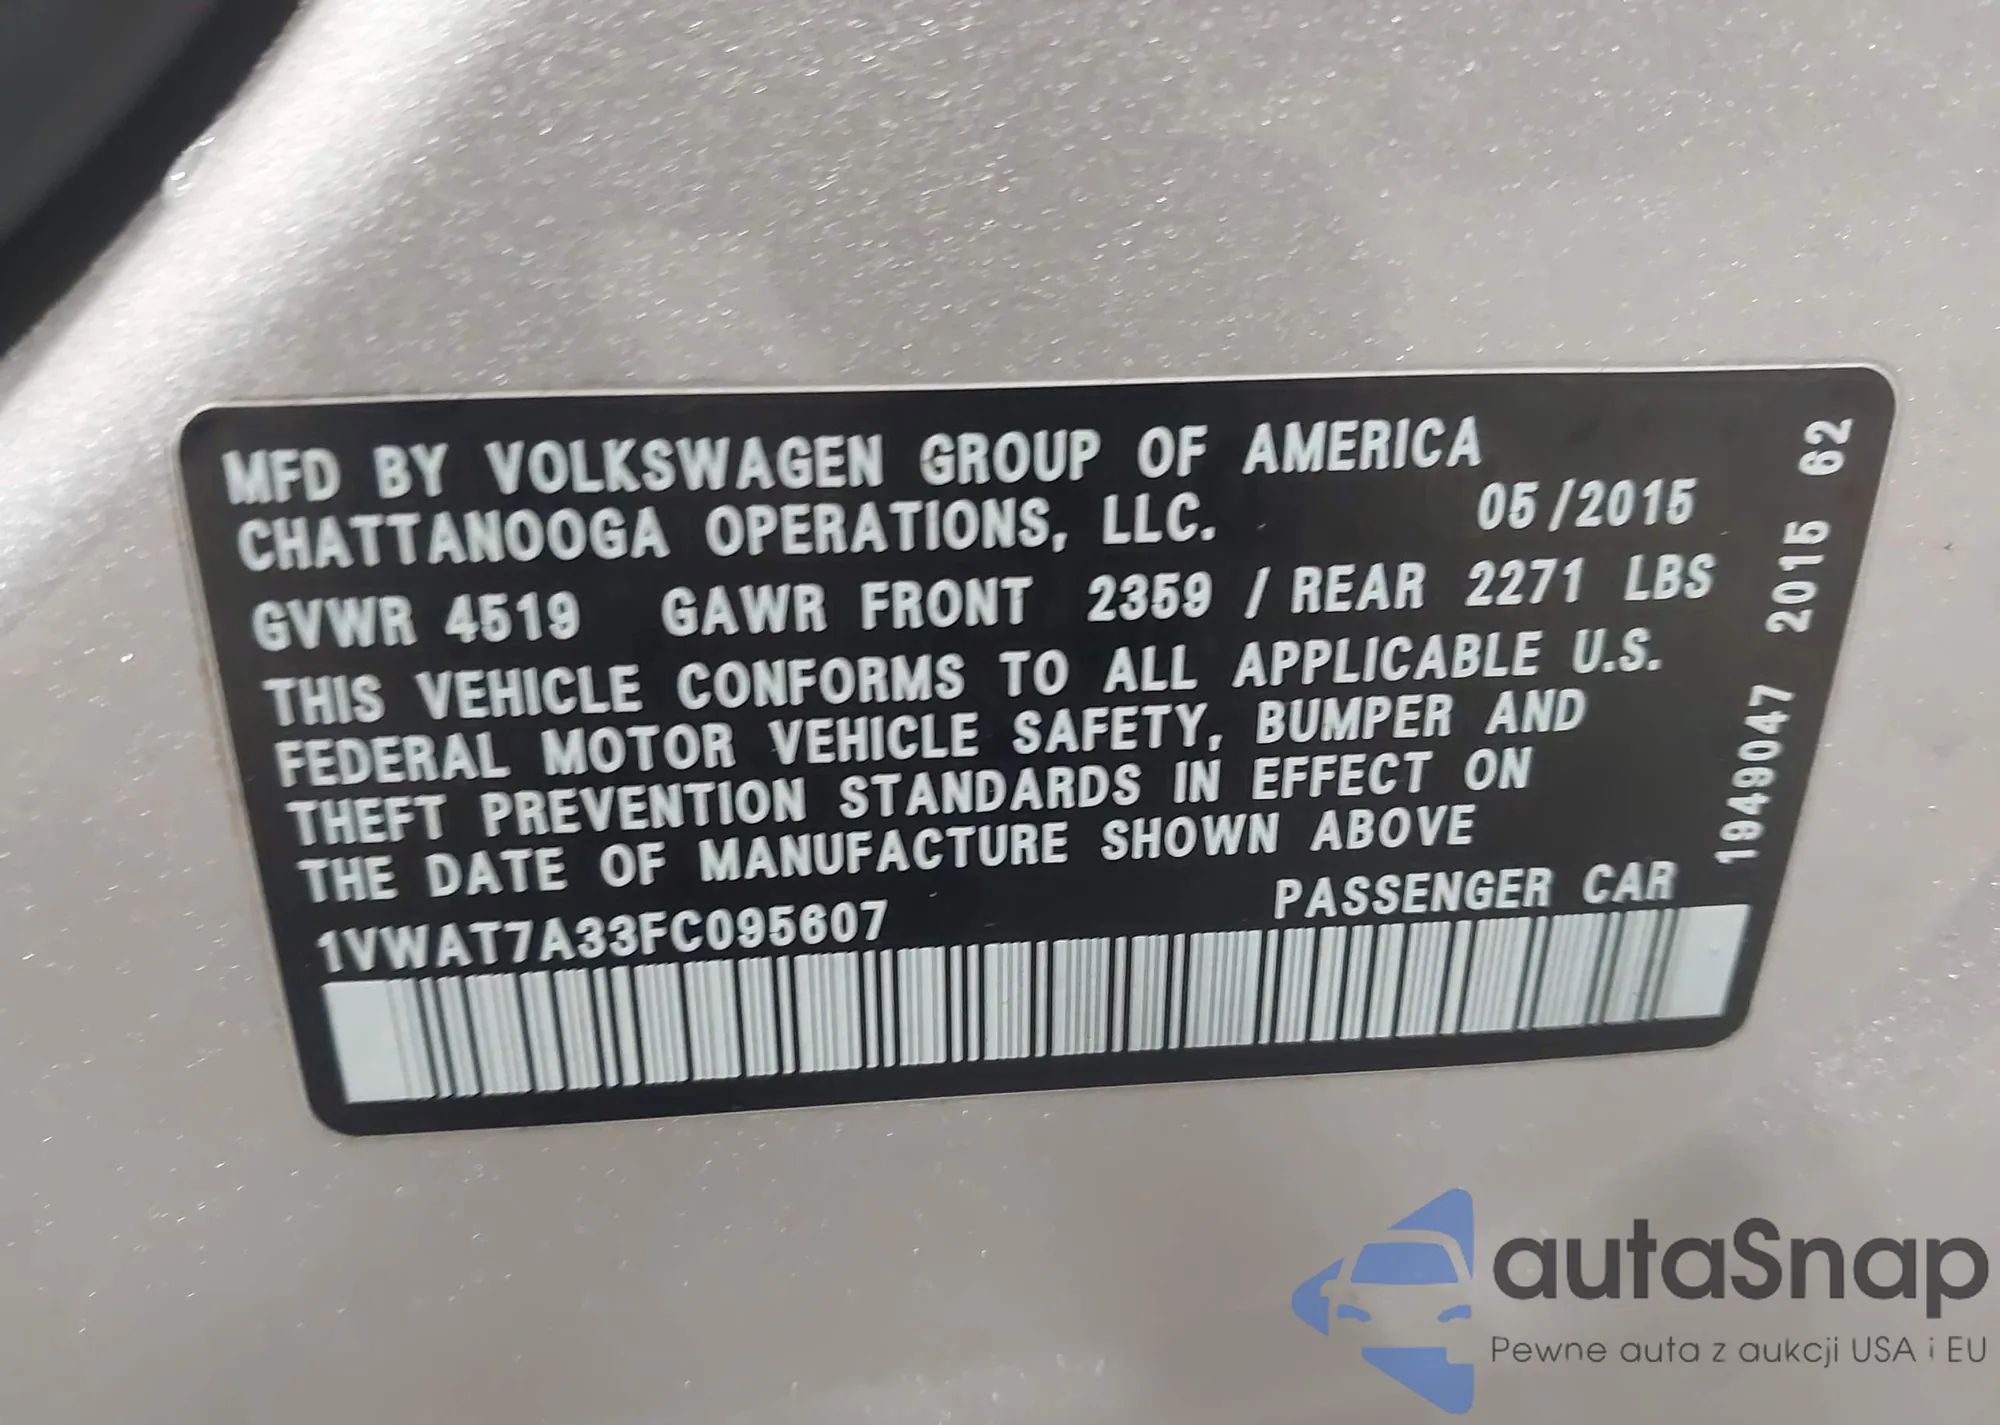 MFD BY VOLKSWAGEN GROUP OF AMERICA
CHATTANOOGA OPERATIONS, LLC. 05/2015
GVWR 4519 GAWR FRONT 2359 / REAR 2271 LBS
THIS VEHICLE CONFORMS TO ALL APPLICABLE U.S.
FEDERAL MOTOR VEHICLE SAFETY, BUMPER AND
THEFT PREVENTION STANDARDS IN EFFECT ON
THE DATE OF MANUFACTURE SHOWN ABOVE
1VWAT7A33FC095607 PASSENGER CAR
1949047 2015 62
autaSnap
Pewne auta z aukcji USA i EU